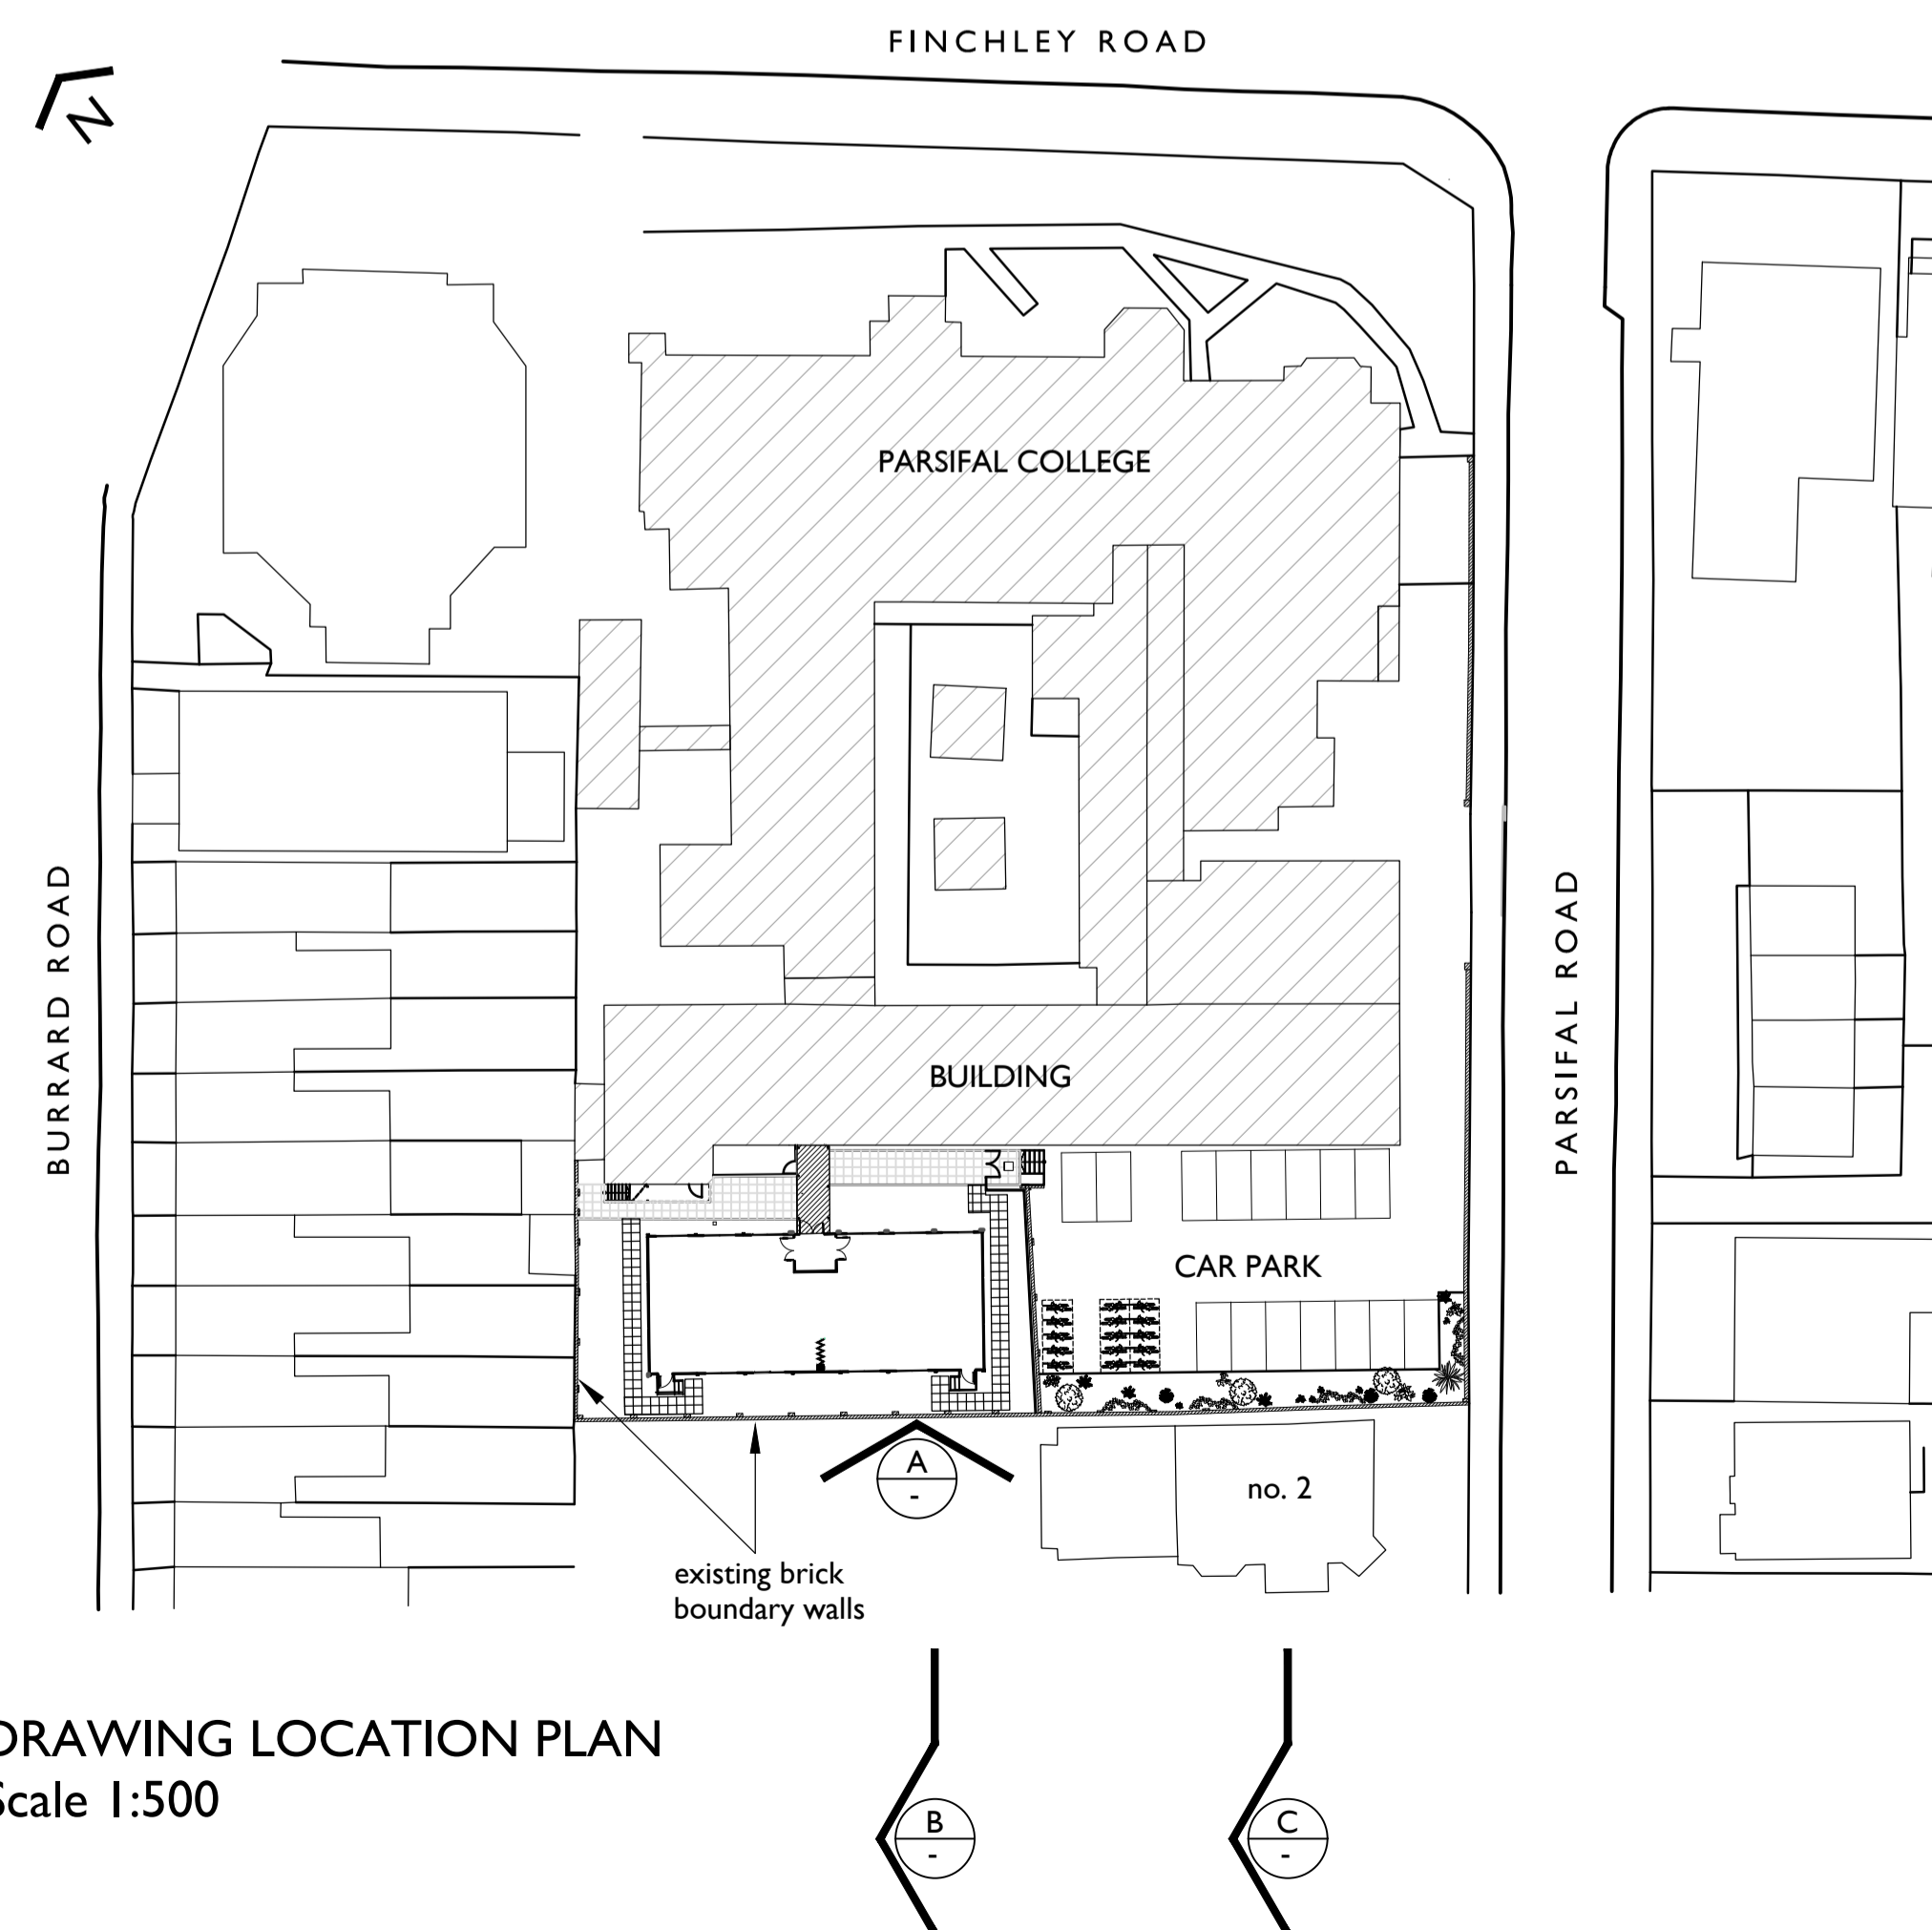 FINCHLEY ROAD
N
PARSIFAL COLLEGE
BURRARD ROAD
PARSIFAL ROAD
BUILDING
CAR PARK
A
-
no. 2
existing brick
boundary walls
DRAWING LOCATION PLAN
Scale 1:500
B
-
C
-